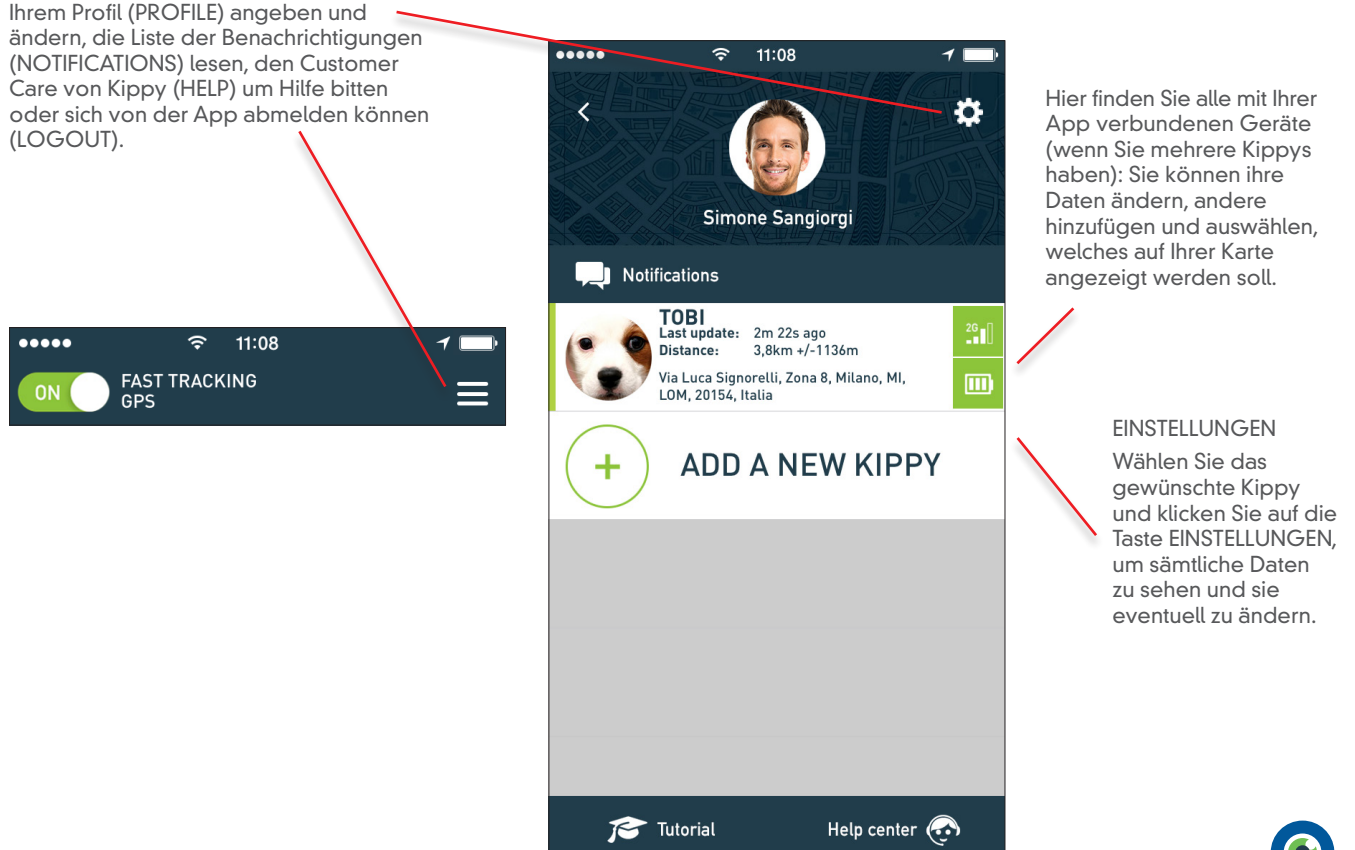 Ihrem Profil (PROFILE) angeben und
ändern, die Liste der Benachrichtigungen
(NOTIFICATIONS) lesen, den Customer
Care von Kippy (HELP) um Hilfe bitten
oder sich von der App abmelden können
(LOGOUT).
11:08
ON
FAST TRACKING
GPS
11:08
Simone Sangiorgi
Notifications
TOBI
Last update: 2m 22s ago
Distance: 3,8km +/-1136m
Via Luca Signorelli, Zona 8, Milano, MI,
LOM, 20154, Italia
2G
+ ADD A NEW KIPPY
Tutorial
Help center
Hier finden Sie alle mit Ihrer
App verbundenen Geräte
(wenn Sie mehrere Kippys
haben): Sie können ihre
Daten ändern, andere
hinzufügen und auswählen,
welches auf Ihrer Karte
angezeigt werden soll.
EINSTELLUNGEN
Wählen Sie das
gewünschte Kippy
und klicken Sie auf die
Taste EINSTELLUNGEN,
um sämtliche Daten
zu sehen und sie
eventuell zu ändern.